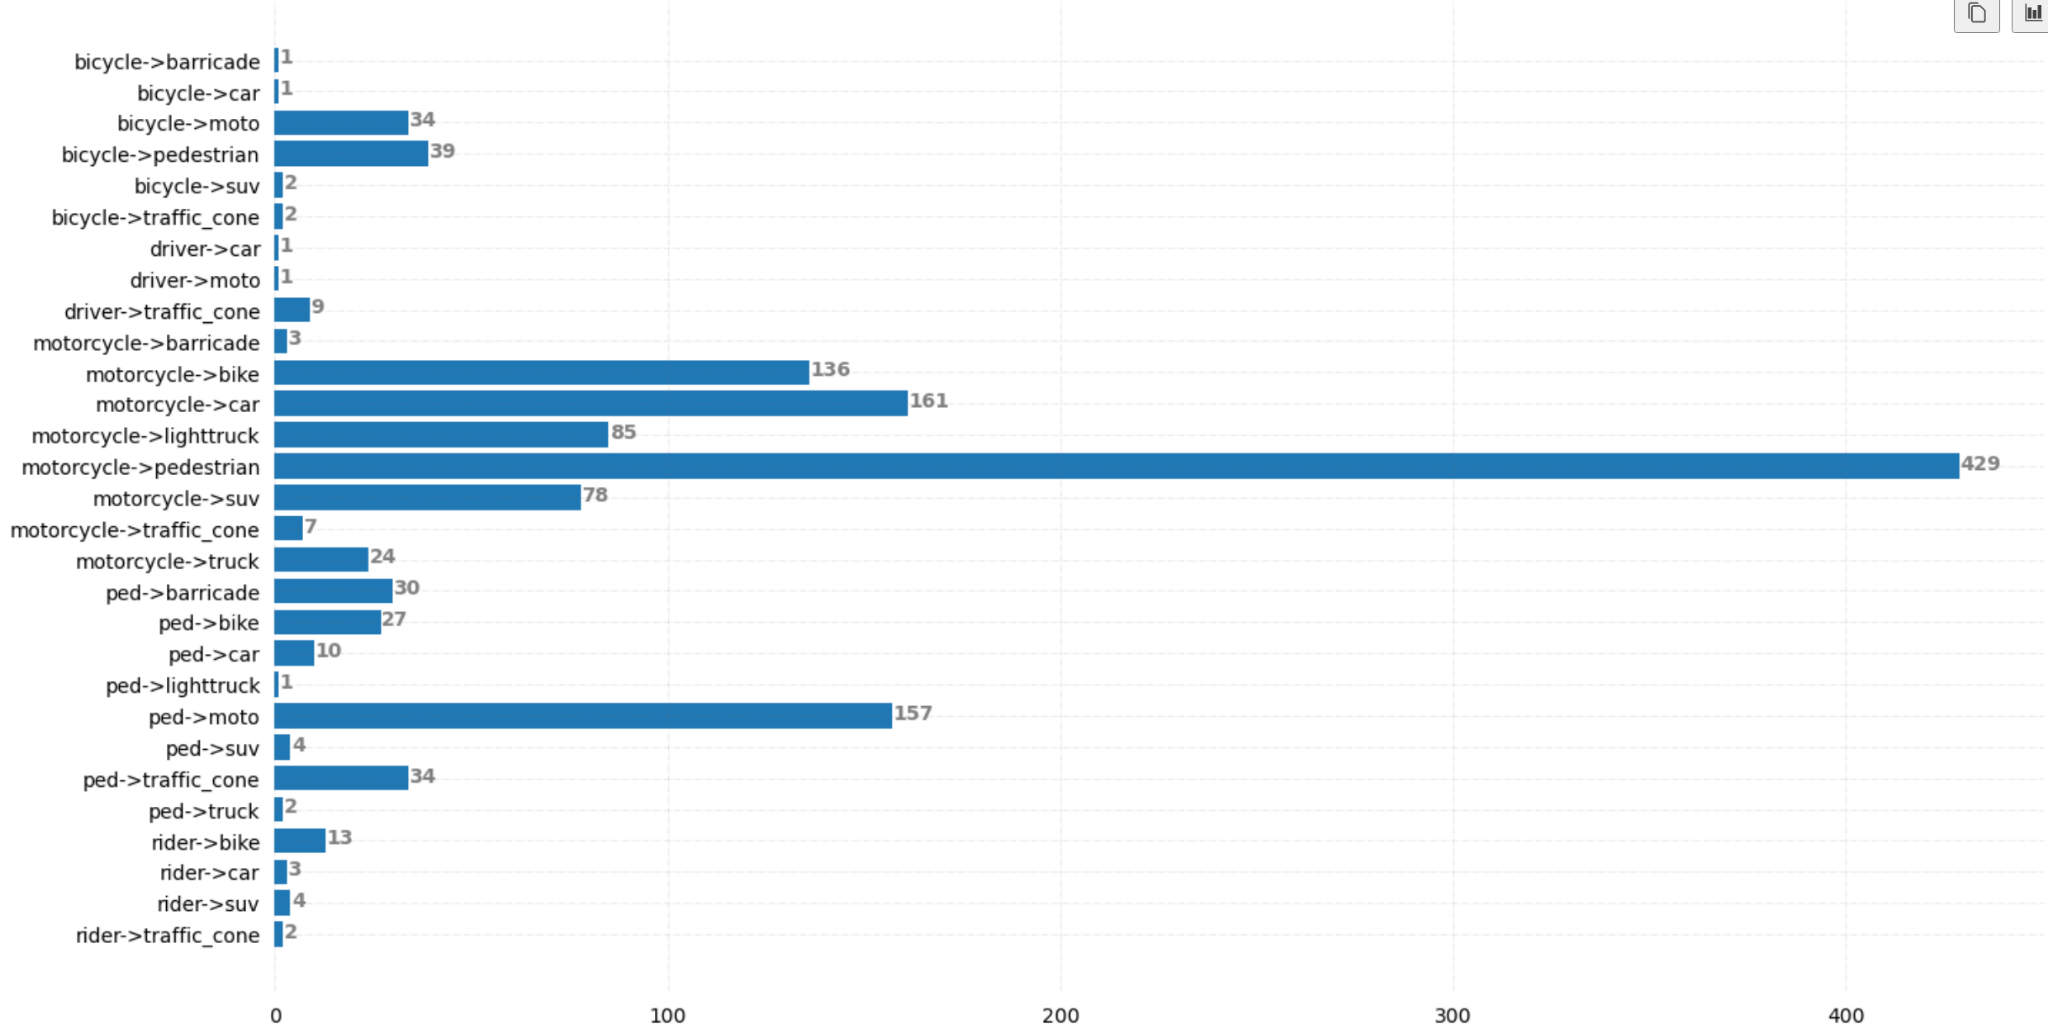 bicycle->barricade 1
bicycle->car 1
bicycle->moto 34
bicycle->pedestrian 39
bicycle->suv 2
bicycle->traffic_cone 2
driver->car 1
driver->moto 1
driver->traffic_cone 9
motorcycle->barricade 3
motorcycle->bike 136
motorcycle->car 161
motorcycle->lighttruck 85
motorcycle->pedestrian 429
motorcycle->suv 78
motorcycle->traffic_cone 7
motorcycle->truck 24
ped->barricade 30
ped->bike 27
ped->car 10
ped->lighttruck 1
ped->moto 157
ped->suv 4
ped->traffic_cone 34
ped->truck 2
rider->bike 13
rider->car 3
rider->suv 4
rider->traffic_cone 2
0 100 200 300 400